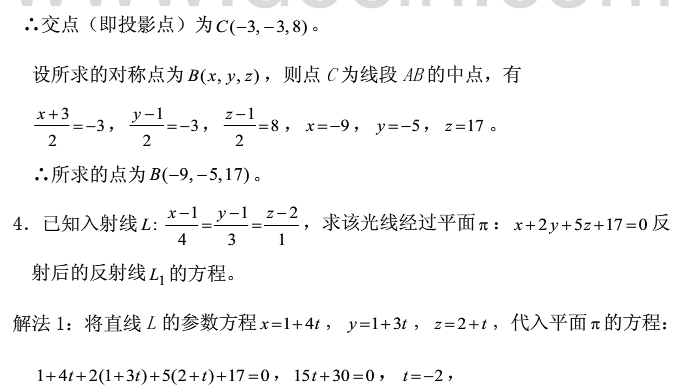 ∴交点（即投影点）为C(−3,−3,8)。
设所求的对称点为B(x, y, z)，则点 C 为线段 AB 的中点，有
(x+3)/2=−3，(y−1)/2=−3，(z−1)/2=8，x=−9，y=−5，z=17。
∴所求的点为B(−9,−5,17)。
4．已知入射线L: (x−1)/4=(y−1)/3=(z−2)/1，求该光线经过平面π：x+2y+5z+17=0反
射后的反射线L₁的方程。
解法 1：将直线 L 的参数方程x=1+4t，y=1+3t，z=2+t，代入平面π的方程：
1+4t+2(1+3t)+5(2+t)+17=0，15t+30=0，t=−2，